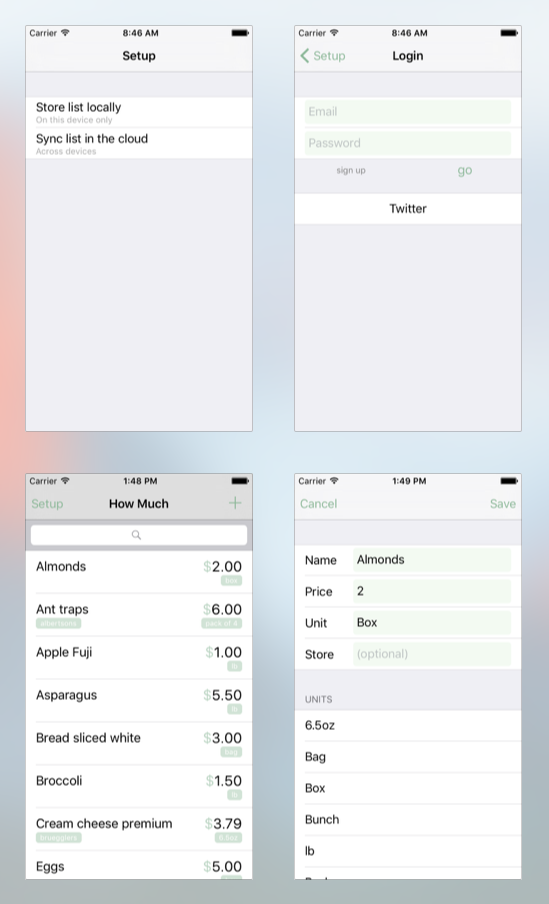 Carrier 8:46 AM
Setup
Store list locally
On this device only
Sync list in the cloud
Across devices
Carrier 8:46 AM
Setup Login
Email
Password
sign up go
Twitter
Carrier 1:48 PM
Setup How Much +
Almonds $2.00
box
Ant traps $6.00
pack of 4
Apple Fuji $1.00
lb
Asparagus $5.50
lb
Bread sliced white $3.00
bag
Broccoli $1.50
lb
Cream cheese premium $3.79
Eggs $5.00
Carrier 1:49 PM
Cancel Save
Name Almonds
Price 2
Unit Box
Store (optional)
UNITS
6.5oz
Bag
Box
Bunch
lb